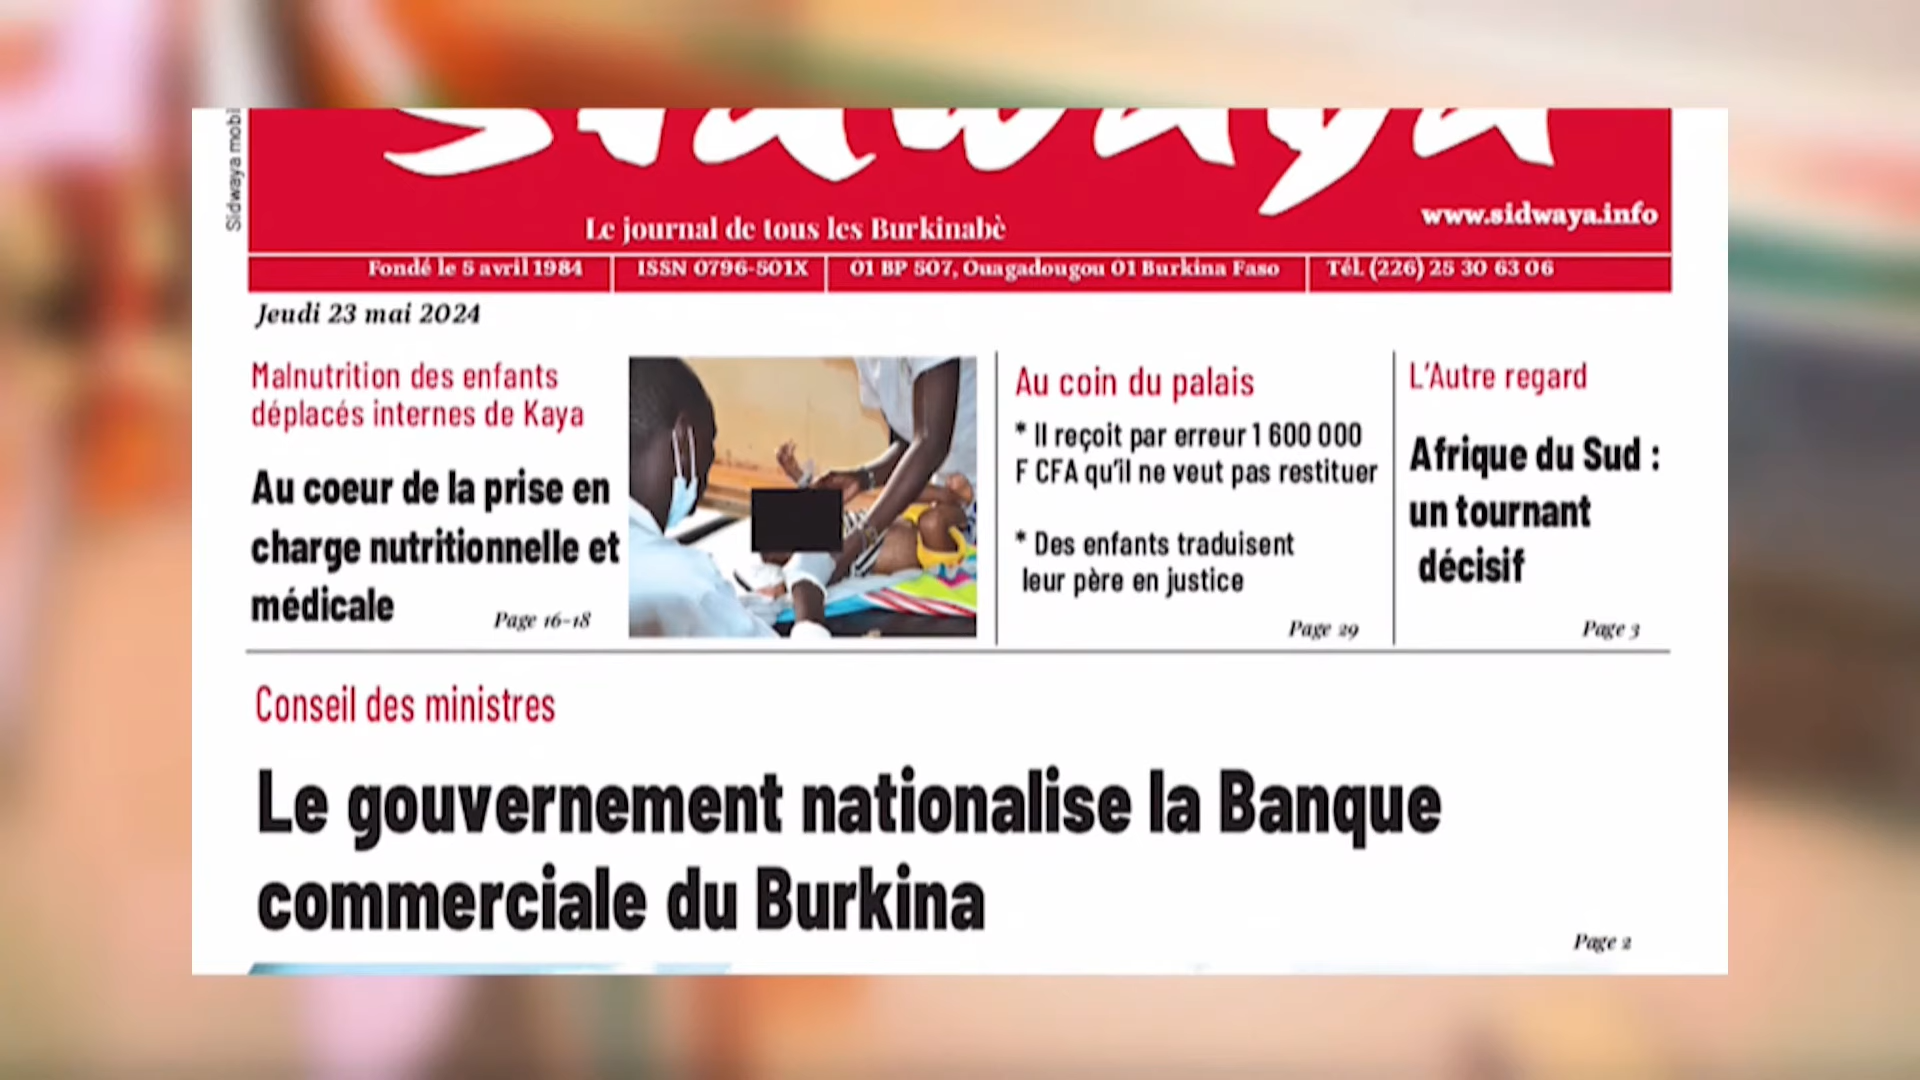 Sidwaya mobi
Sidwaya
Le journal de tous les Burkinabè
www.sidwaya.info
Fondé le 5 avril 1984
ISSN 0796-501X
01 BP 507, Ouagadougou 01 Burkina Faso
Tél. (226) 25 30 63 06
Jeudi 23 mai 2024
Malnutrition des enfants
déplacés internes de Kaya
Au coeur de la prise en
charge nutritionnelle et
médicale
Page 16-18
Au coin du palais
* Il reçoit par erreur 1 600 000
F CFA qu'il ne veut pas restituer
* Des enfants traduisent
leur père en justice
Page 29
L'Autre regard
Afrique du Sud :
un tournant
décisif
Page 3
Conseil des ministres
Le gouvernement nationalise la Banque
commerciale du Burkina
Page 2